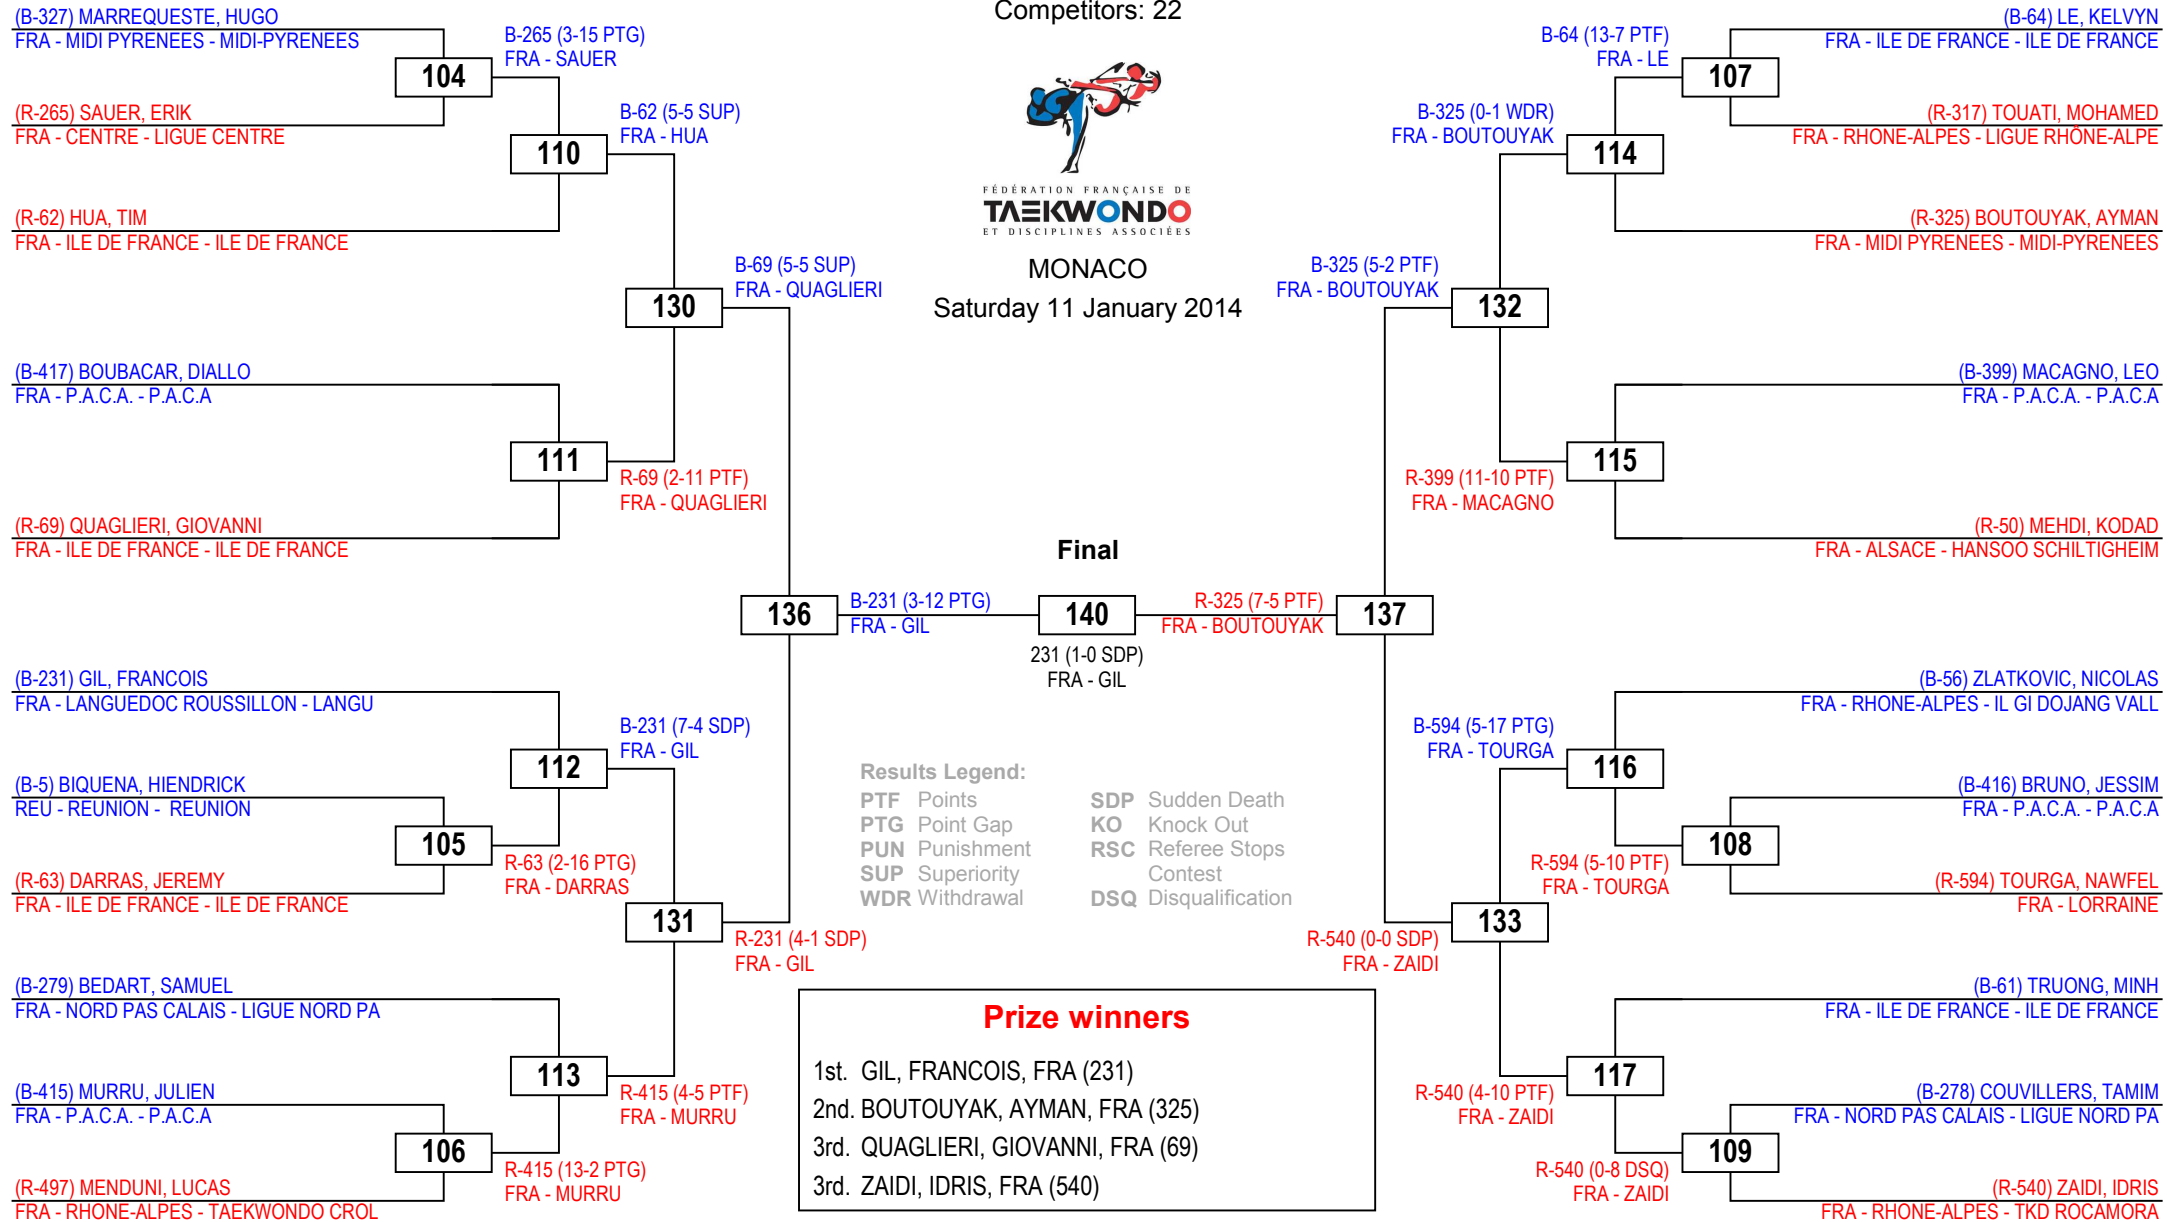 Competitors: 22
FÉDÉRATION FRANÇAISE DE
TAEKWONDO
ET DISCIPLINES ASSOCIÉES
MONACO
Saturday 11 January 2014
(B-327) MARREQUESTE, HUGO
FRA - MIDI PYRENEES - MIDI-PYRENEES
104
B-265 (3-15 PTG)
FRA - SAUER
(R-265) SAUER, ERIK
FRA - CENTRE - LIGUE CENTRE
110
B-62 (5-5 SUP)
FRA - HUA
(R-62) HUA, TIM
FRA - ILE DE FRANCE - ILE DE FRANCE
130
B-69 (5-5 SUP)
FRA - QUAGLIERI
(B-417) BOUBACAR, DIALLO
FRA - P.A.C.A. - P.A.C.A
111
R-69 (2-11 PTF)
FRA - QUAGLIERI
(R-69) QUAGLIERI, GIOVANNI
FRA - ILE DE FRANCE - ILE DE FRANCE
136
B-231 (3-12 PTG)
FRA - GIL
(B-231) GIL, FRANCOIS
FRA - LANGUEDOC ROUSSILLON - LANGU
112
B-231 (7-4 SDP)
FRA - GIL
(B-5) BIQUENA, HIENDRICK
REU - REUNION - REUNION
105
R-63 (2-16 PTG)
FRA - DARRAS
(R-63) DARRAS, JEREMY
FRA - ILE DE FRANCE - ILE DE FRANCE
131
R-231 (4-1 SDP)
FRA - GIL
(B-279) BEDART, SAMUEL
FRA - NORD PAS CALAIS - LIGUE NORD PA
113
R-415 (4-5 PTF)
FRA - MURRU
(B-415) MURRU, JULIEN
FRA - P.A.C.A. - P.A.C.A
106
R-415 (13-2 PTG)
FRA - MURRU
(R-497) MENDUNI, LUCAS
FRA - RHONE-ALPES - TAEKWONDO CROL
Final
140
231 (1-0 SDP)
FRA - GIL
(B-64) LE, KELVYN
FRA - ILE DE FRANCE - ILE DE FRANCE
B-64 (13-7 PTF)
FRA - LE
107
(R-317) TOUATI, MOHAMED
FRA - RHONE-ALPES - LIGUE RHÔNE-ALPE
B-325 (0-1 WDR)
FRA - BOUTOUYAK
114
(R-325) BOUTOUYAK, AYMAN
FRA - MIDI PYRENEES - MIDI-PYRENEES
B-325 (5-2 PTF)
FRA - BOUTOUYAK
132
(B-399) MACAGNO, LEO
FRA - P.A.C.A. - P.A.C.A
115
R-399 (11-10 PTF)
FRA - MACAGNO
(R-50) MEHDI, KODAD
FRA - ALSACE - HANSOO SCHILTIGHEIM
R-325 (7-5 PTF)
FRA - BOUTOUYAK
137
(B-56) ZLATKOVIC, NICOLAS
FRA - RHONE-ALPES - IL GI DOJANG VALL
B-594 (5-17 PTG)
FRA - TOURGA
116
(B-416) BRUNO, JESSIM
FRA - P.A.C.A. - P.A.C.A
108
R-594 (5-10 PTF)
FRA - TOURGA
(R-594) TOURGA, NAWFEL
FRA - LORRAINE
133
R-540 (0-0 SDP)
FRA - ZAIDI
(B-61) TRUONG, MINH
FRA - ILE DE FRANCE - ILE DE FRANCE
117
R-540 (4-10 PTF)
FRA - ZAIDI
(B-278) COUVILLERS, TAMIM
FRA - NORD PAS CALAIS - LIGUE NORD PA
109
R-540 (0-8 DSQ)
FRA - ZAIDI
(R-540) ZAIDI, IDRIS
FRA - RHONE-ALPES - TKD ROCAMORA
Results Legend:
PTF Points
PTG Point Gap
PUN Punishment
SUP Superiority
WDR Withdrawal
SDP Sudden Death
KO Knock Out
RSC Referee Stops
Contest
DSQ Disqualification
Prize winners
1st. GIL, FRANCOIS, FRA (231)
2nd. BOUTOUYAK, AYMAN, FRA (325)
3rd. QUAGLIERI, GIOVANNI, FRA (69)
3rd. ZAIDI, IDRIS, FRA (540)